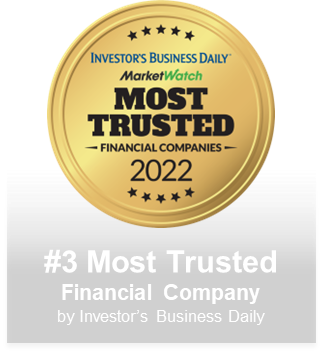 INVESTOR'S BUSINESS DAILY
MarketWatch
MOST
TRUSTED
FINANCIAL COMPANIES
2022
#3 Most Trusted
Financial Company
by Investor's Business Daily